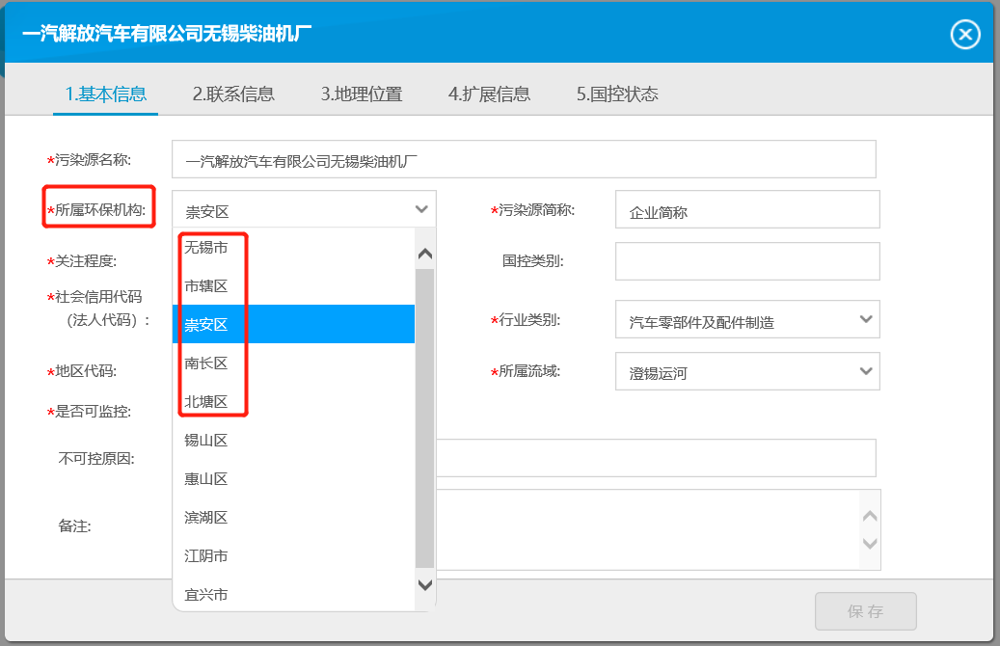 一汽解放汽车有限公司无锡柴油机厂
1.基本信息 2.联系信息 3.地理位置 4.扩展信息 5.国控状态
*污染源名称: 一汽解放汽车有限公司无锡柴油机厂
*所属环保机构: 崇安区 *污染源简称: 企业简称
无锡市
*关注程度: 国控类别:
市辖区
*社会信用代码
(法人代码) : 崇安区 *行业类别: 汽车零部件及配件制造
南长区
*地区代码: *所属流域: 澄锡运河
北塘区
*是否可监控:
锡山区
不可控原因:
惠山区
滨湖区
备注:
江阴市
宜兴市
保 存